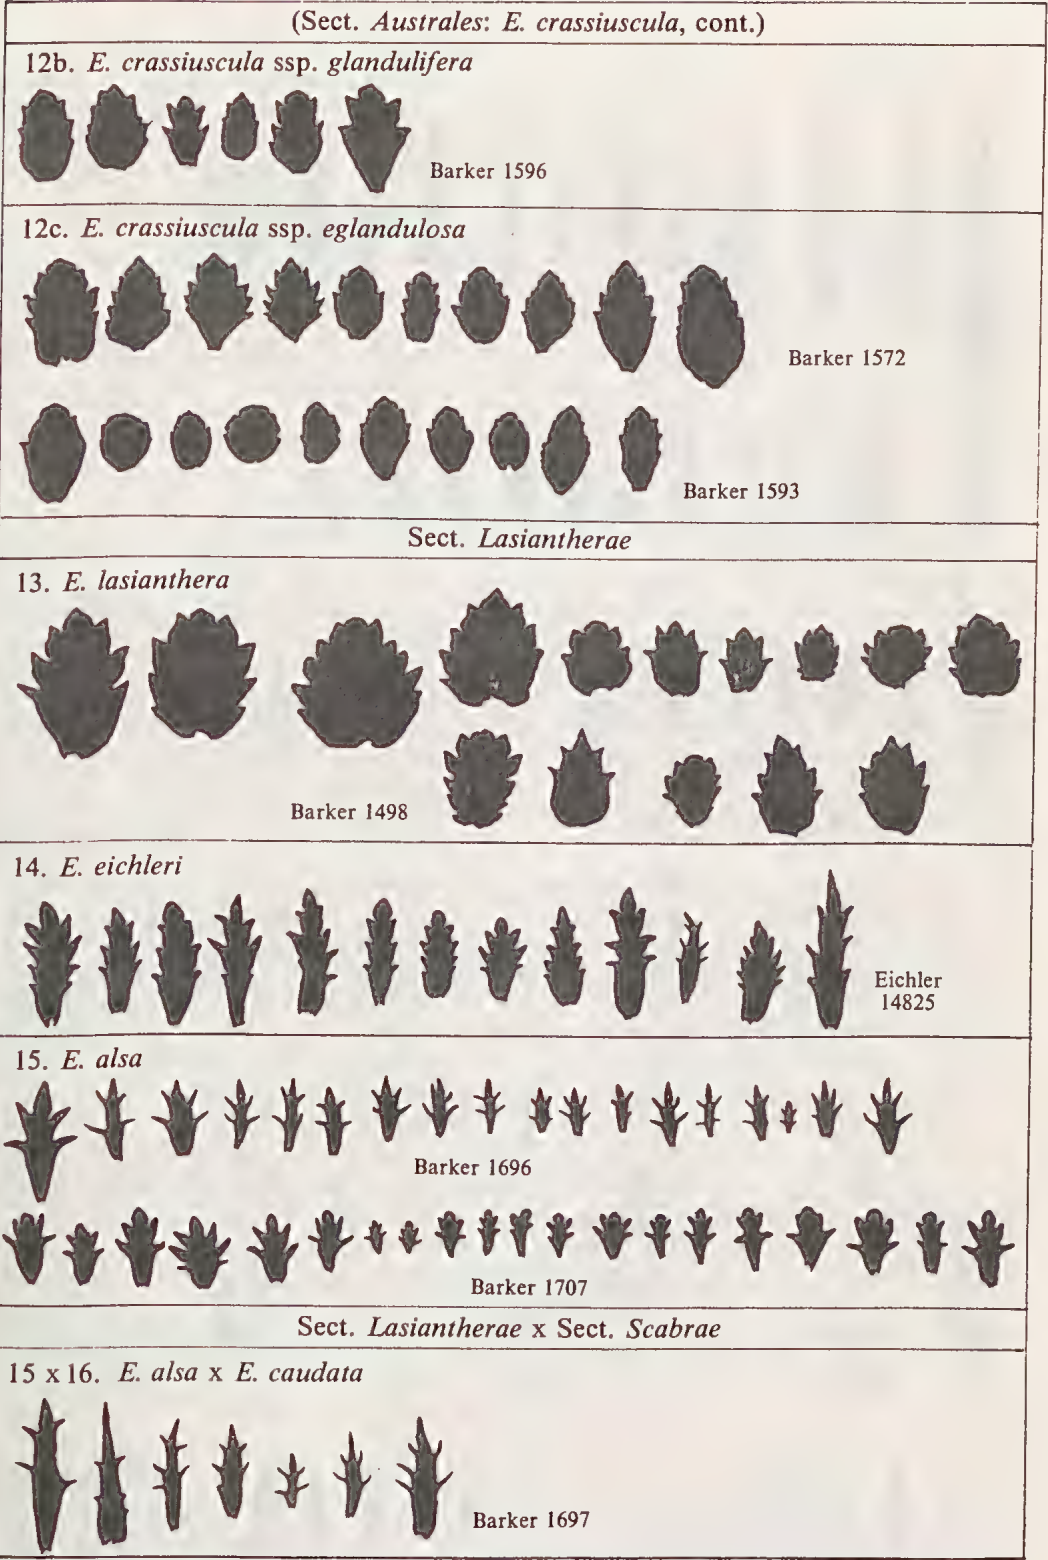 (Sect. Australes: E. crassiuscula, cont.)
12b. E. crassiuscula ssp. glandulifera
Barker 1596
12c. E. crassiuscula ssp. eglandulosa
Barker 1572
Barker 1593
Sect. Lasiantherae
13. E. lasianthera
Barker 1498
14. E. eichleri
Eichler
14825
15. E. alsa
Barker 1696
Barker 1707
Sect. Lasiantherae x Sect. Scabrae
15 x 16. E. alsa x E. caudata
Barker 1697